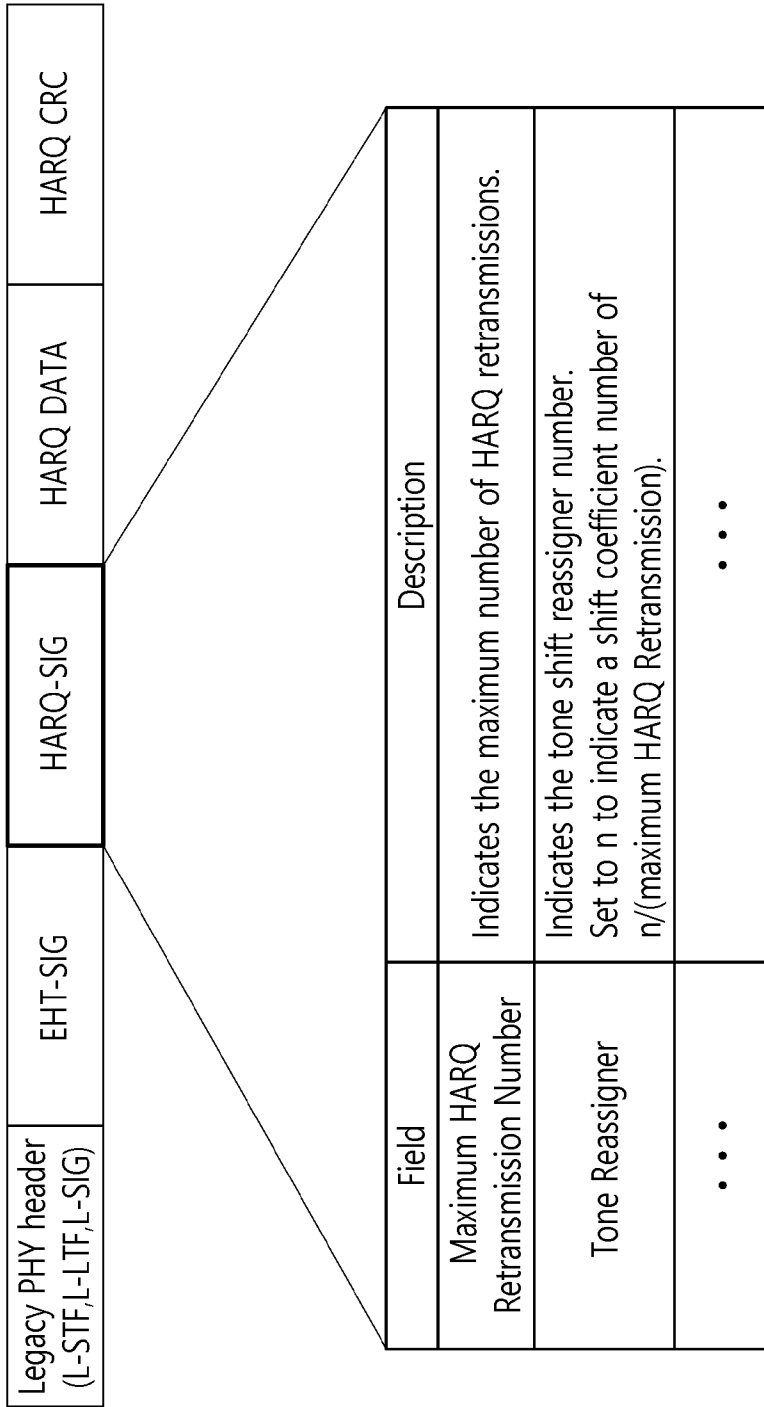 Legacy PHY header
(L-STF,L-LTF,L-SIG)
EHT-SIG
HARQ-SIG
HARQ DATA
HARQ CRC
Field
Description
Maximum HARQ
Retransmission Number
Indicates the maximum number of HARQ retransmissions.
Tone Reassigner
Indicates the tone shift reassigner number.
Set to n to indicate a shift coefficient number of
n/(maximum HARQ Retransmission).
• • •
• • •